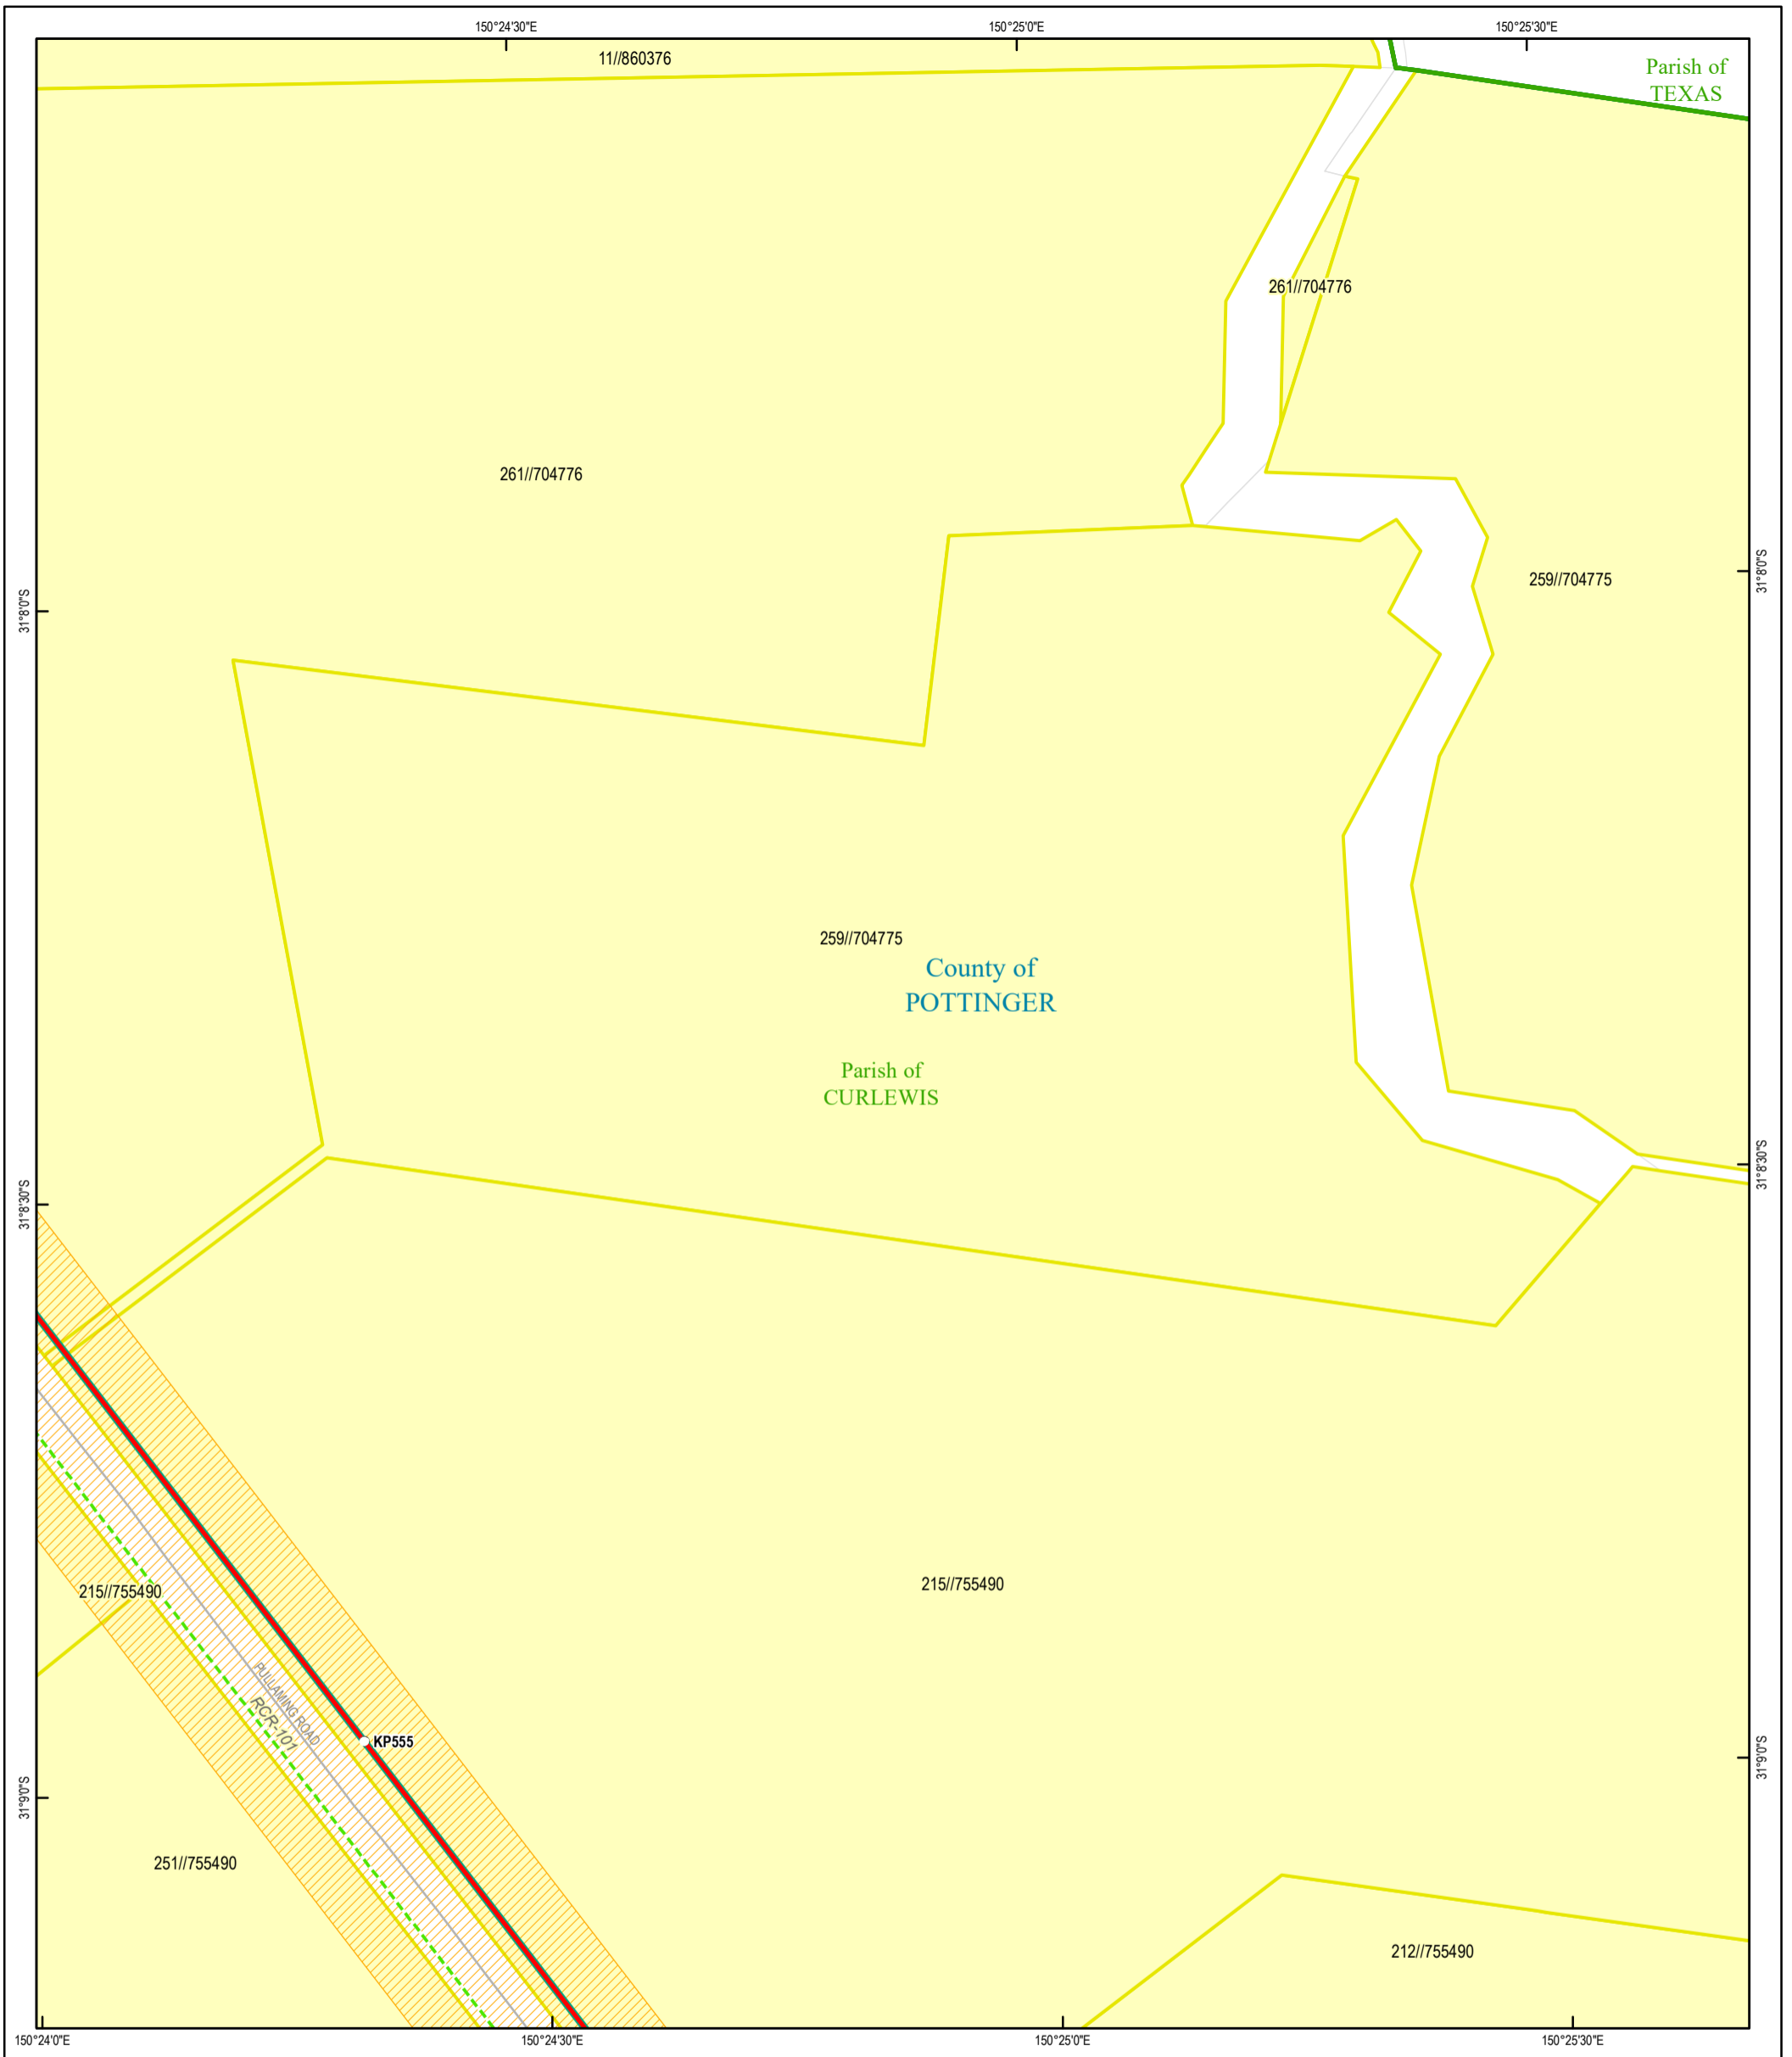 150°24'30"E
150°25'0"E
150°25'30"E
11//860376
Parish of
TEXAS
261//704776
261//704776
31°8'0"S
259//704775
31°8'0"S
259//704775
County of
POTTINGER
Parish of
CURLEWIS
31°8'30"S
31°8'30"S
215//755490
215//755490
PULLAMING ROAD
RCR-101
KP555
31°9'0"S
31°9'0"S
251//755490
212//755490
150°24'0"E
150°24'30"E
150°25'0"E
150°25'30"E